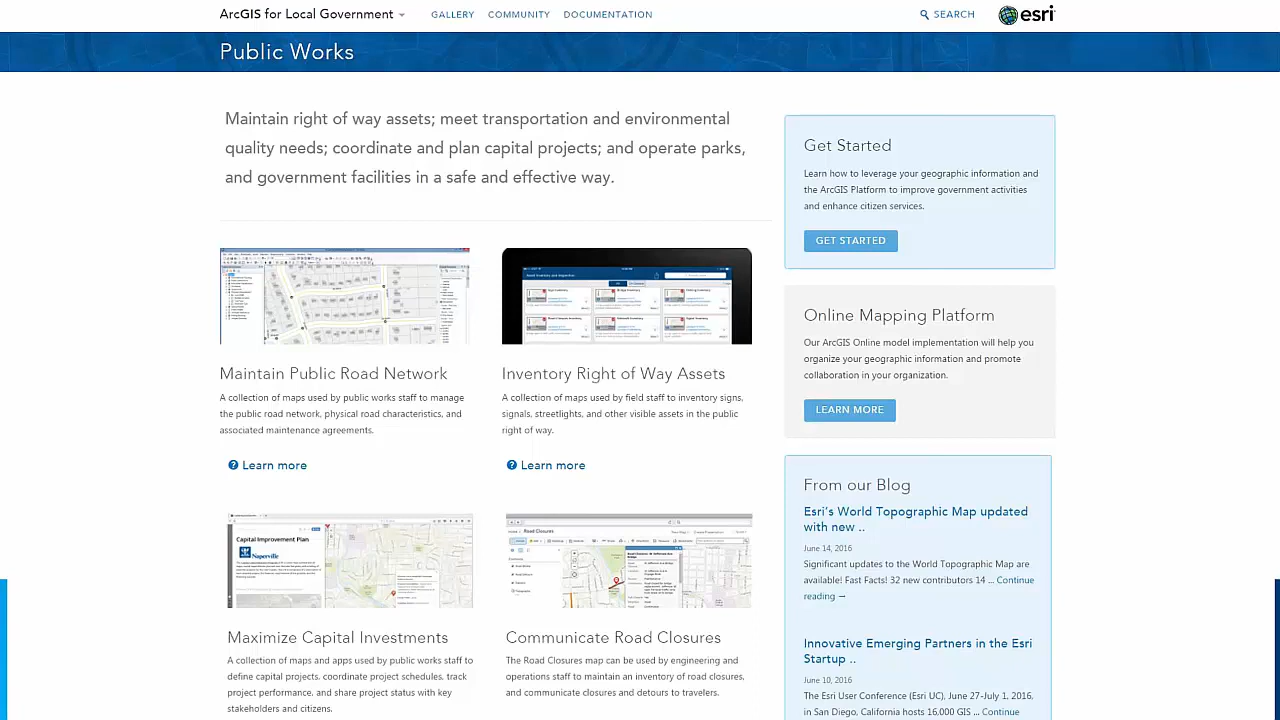 ArcGIS for Local Government
GALLERY COMMUNITY DOCUMENTATION
SEARCH
esri
Public Works
Maintain right of way assets; meet transportation and environmental
quality needs; coordinate and plan capital projects; and operate parks,
and government facilities in a safe and effective way.
Maintain Public Road Network
A collection of maps used by public works staff to manage
the public road network, physical road characteristics, and
associated maintenance agreements.
Learn more
Inventory Right of Way Assets
A collection of maps used by field staff to inventory signs,
signals, streetlights, and other visible assets in the public
right of way.
Learn more
Capital Improvement Plan
Naperville
Maximize Capital Investments
A collection of maps and apps used by public works staff to
define capital projects, coordinate project schedules, track
project performance, and share project status with key
stakeholders and citizens.
Road Closures
Communicate Road Closures
The Road Closures map can be used by engineering and
operations staff to maintain an inventory of road closures,
and communicate closures and detours to travelers.
Get Started
Learn how to leverage your geographic information and
the ArcGIS Platform to improve government activities
and enhance citizen services.
GET STARTED
Online Mapping Platform
Our ArcGIS Online model implementation will help you
organize your geographic information and promote
collaboration in your organization.
LEARN MORE
From our Blog
Esri's World Topographic Map updated
with new ..
June 14, 2016
Significant updates to the World Topographic map are
available. Fast Facts! 32 new contributors 14 ... Continue
reading →
Innovative Emerging Partners in the Esri
Startup ..
June 10, 2016
The Esri User Conference (Esri UC), June 27-July 1, 2016,
in San Diego, California hosts 16,000 GIS ... Continue